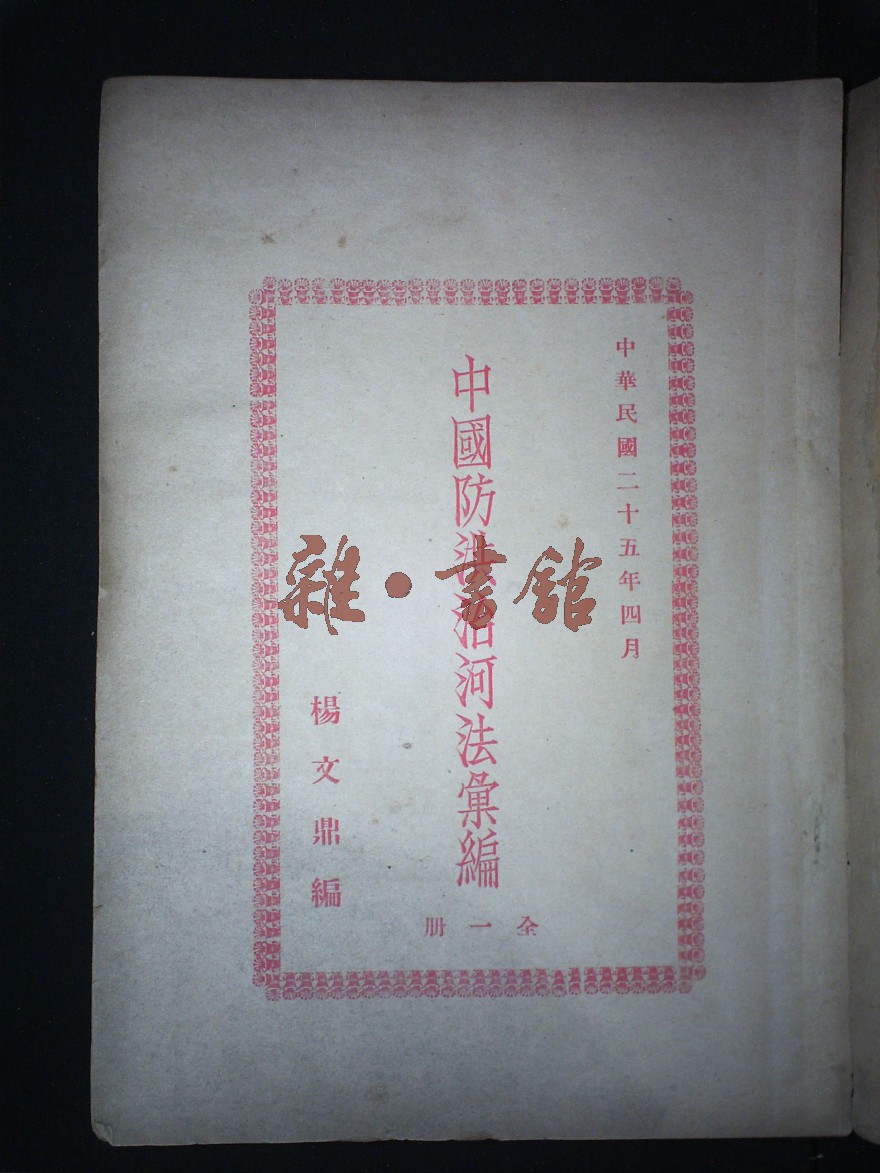 中華民國二十五年四月
中國防洪治河法彙編
全一册
楊文鼎編
雜·書館